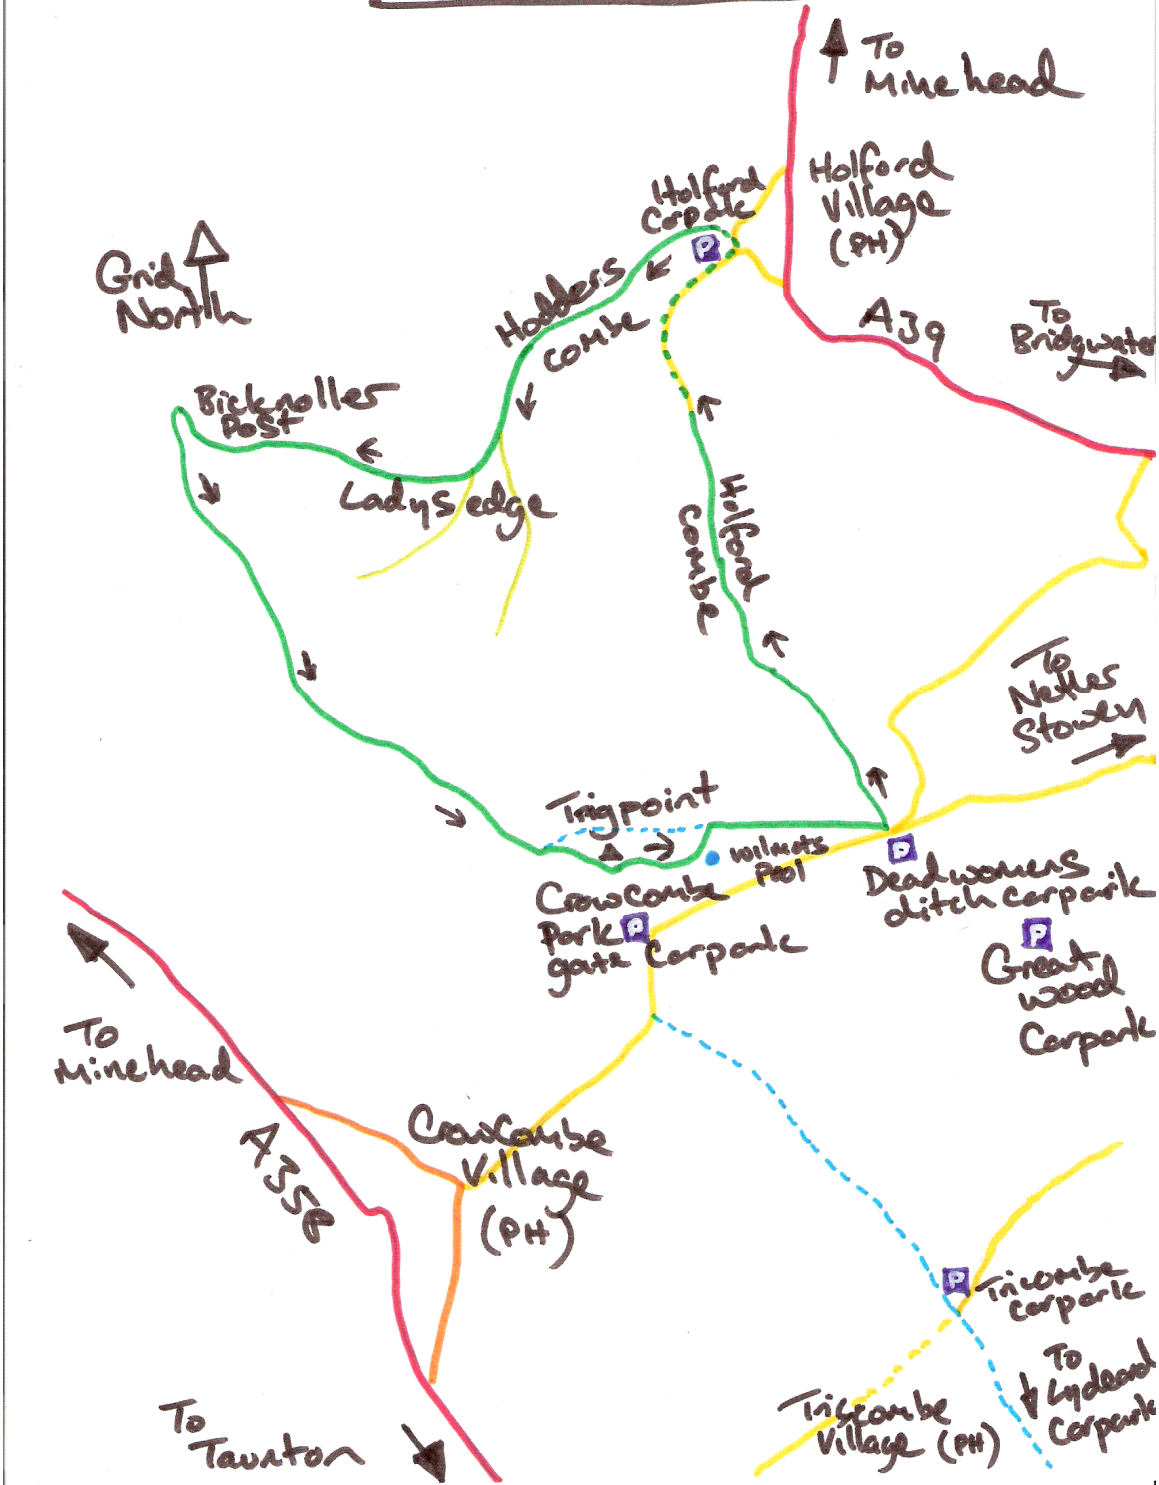 To
Minehead
Holford
Carpark
P
Holford
Village
(PH)
Grid
North
Hodders
Combe
A39
To
Bridgwater
Bicknoller
Post
Ladys edge
Holford
Combe
To
Nether
Stowey
Trigpoint
Wilmots
Pool
P
Deadwomens
ditch carpark
Crowcombe
Park P
gate Carpark
P
Great
wood
Carpark
To
Minehead
A358
Crowcombe
Village
(PH)
P
Tricombe
Carpark
To
Lydeard
Carpark
Triscombe
Village (PH)
To
Taunton